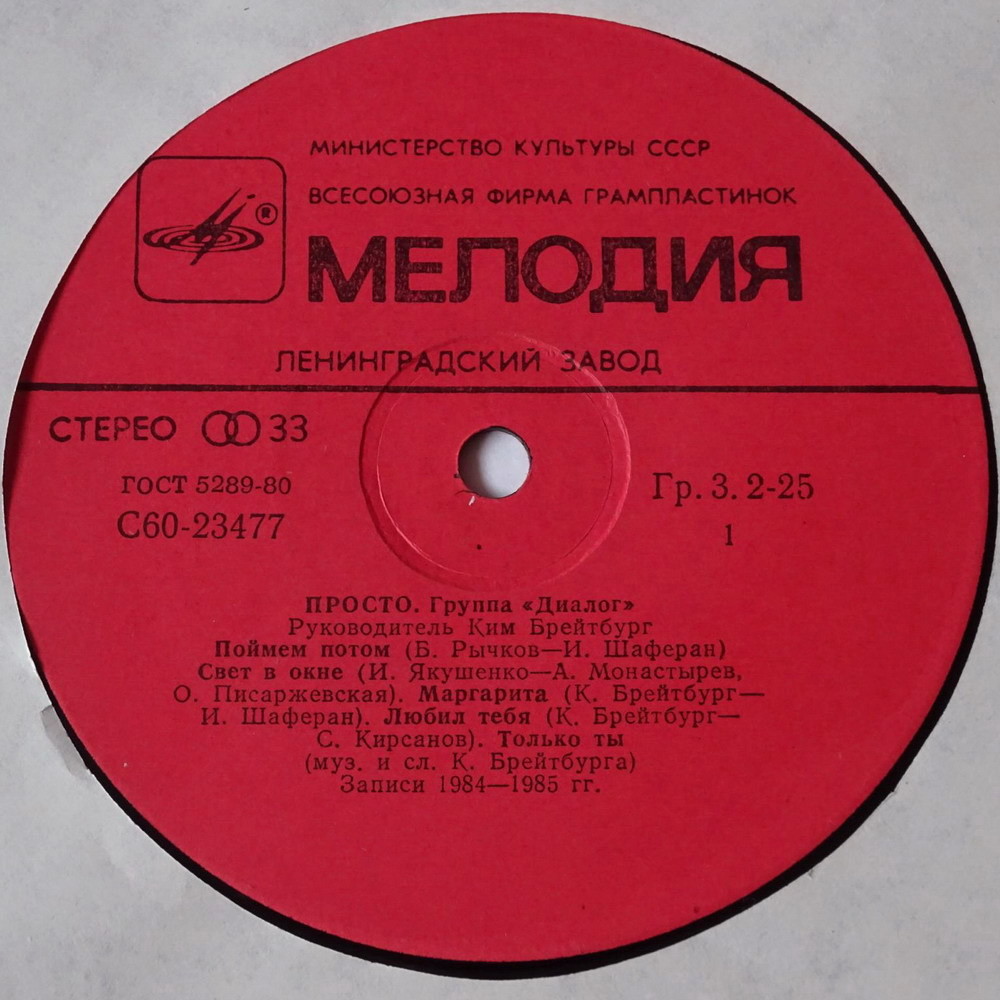 МИНИСТЕРСТВО КУЛЬТУРЫ СССР
ВСЕСОЮЗНАЯ ФИРМА ГРАМПЛАСТИНОК
®
МЕЛОДИЯ
ЛЕНИНГРАДСКИЙ ЗАВОД
СТЕРЕО 33
ГОСТ 5289-80
С60-23477
Гр. 3. 2-25
1
ПРОСТО. Группа «Диалог»
Руководитель Ким Брейтбург
Поймем потом (Б. Рычков—И. Шаферан)
Свет в окне (И. Якушенко—А. Монастырев,
О. Писаржевская). Маргарита (К. Брейтбург—
И. Шаферан). Любил тебя (К. Брейтбург—
С. Кирсанов). Только ты
(муз. и сл. К. Брейтбурга)
Записи 1984—1985 гг.